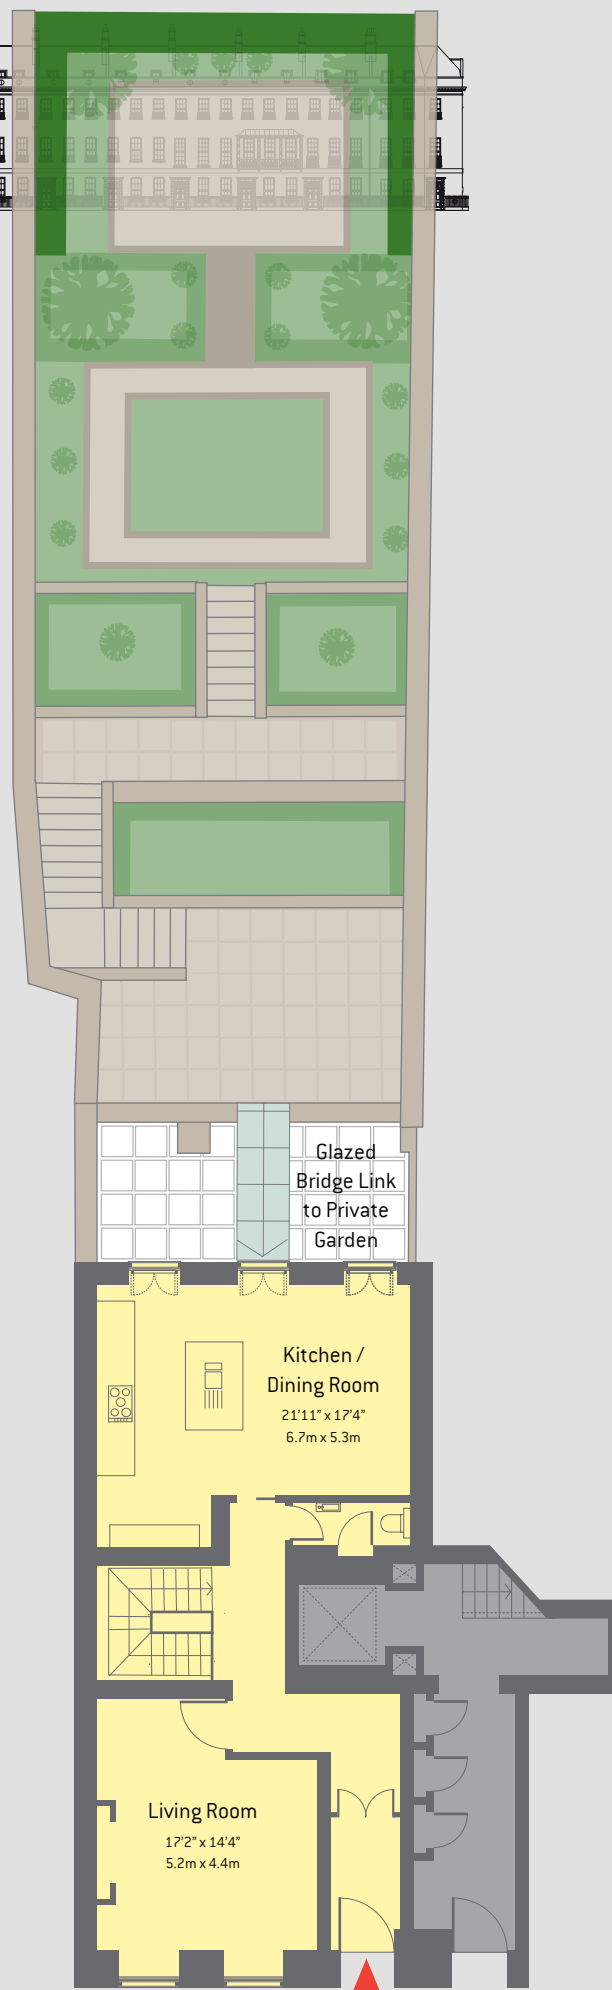 Glazed
Bridge Link
to Private
Garden
Kitchen /
Dining Room
21’11” x 17’4”
6.7m x 5.3m
Living Room
17’2” x 14’4”
5.2m x 4.4m